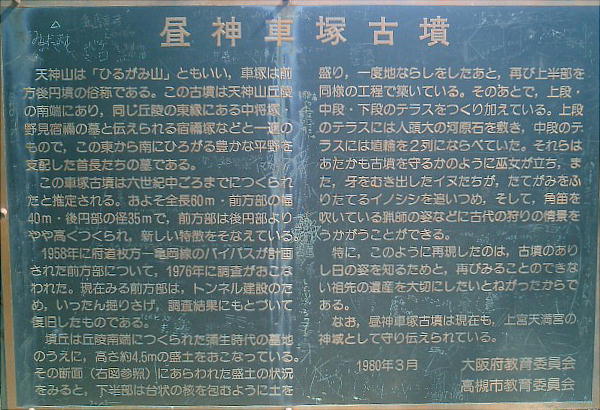 昼神車塚古墳
天神山は「ひるがみ山」ともいい，車塚は前
方後円墳の俗称である。この古墳は天神山丘陵
の南端にあり，同じ丘陵の東縁にある中将塚・
野見宿禰の墓と伝えられる宿禰塚などと一連の
もので，この東から南にひろがる豊かな平野を
支配した首長たちの墓である。
この車塚古墳は六世紀中ごろまでにつくられ
たと推定される。およそ全長60m・前方部の幅
40m・後円部の径35mで，前方部は後円部より
やや高くつくられ，新しい特徴をそなえている
1958年に府道枚方一亀岡線のバイパスが計画
された前方部について，1976年に調査がおこな
われた。現在みる前方部は，トンネル建設のた
め，いったん掘りさげ，調査結果にもとづいて
復旧したものである。
墳丘は丘陵南端につくられた弥生時代の墓地
のうえに，高さ約4.5mの盛土をおこなっている。
その断面（右図参照）にあらわれた盛土の状況
をみると，下半部は台状の核を包むように土を
盛り，一度地ならしをしたあと，再び上半部を
同様の工程で築いている。そのあとで，上段・
中段・下段のテラスをつくり加えている。上段
のテラスには人頭大の河原石を敷き，中段のテ
ラスには埴輪を2列にならべていた。それらは
あたかも古墳を守るかのように巫女が立ち，ま
た，牙をむき出したイヌたちが，たてがみをふ
りたてるイノシシを追いつめ，そして，角笛を
吹いている猟師の姿などに古代の狩りの情景を
うかがうことができる。
特に，このように再現したのは，古墳のあり
し日の姿を知るためと，再びみることのできな
い祖先の遺産を大切にしたいとねがったからで
ある。
なお，昼神車塚古墳は現在も，上宮天満宮の
神域として守り伝えられている。
1980年3月 大阪府教育委員会
高槻市教育委員会